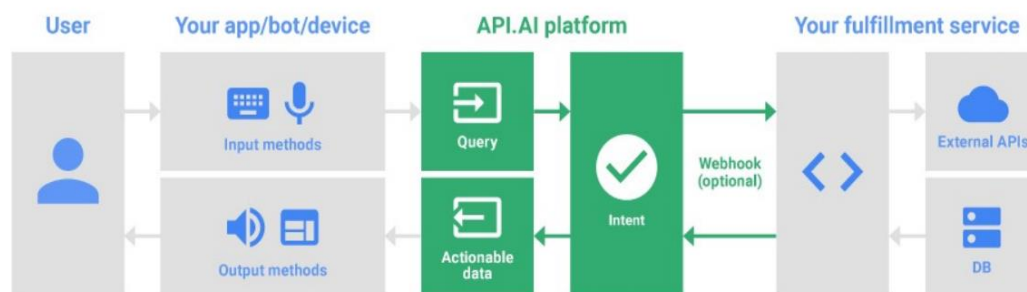 User
Your app/bot/device
API.AI platform
Your fulfillment service
Input methods
Query
External APIs
Webhook
(optional)
Intent
Output methods
Actionable
data
DB